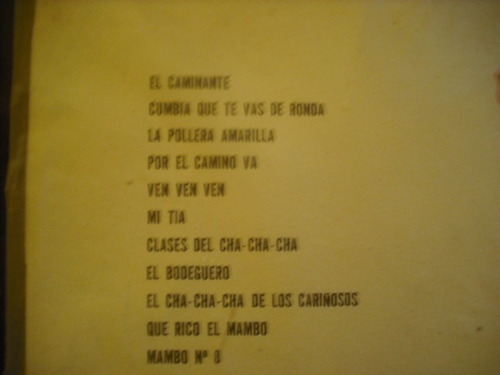 EL CAMINANTE
CUMBIA QUE TE VAS DE RONDA
LA POLLERA AMARILLA
POR EL CAMINO VA
VEN VEN VEN
MI TIA
CLASES DEL CHA-CHA-CHA
EL BODEGUERO
EL CHA-CHA-CHA DE LOS CARIÑOSOS
QUE RICO EL MAMBO
MAMBO Nº 8